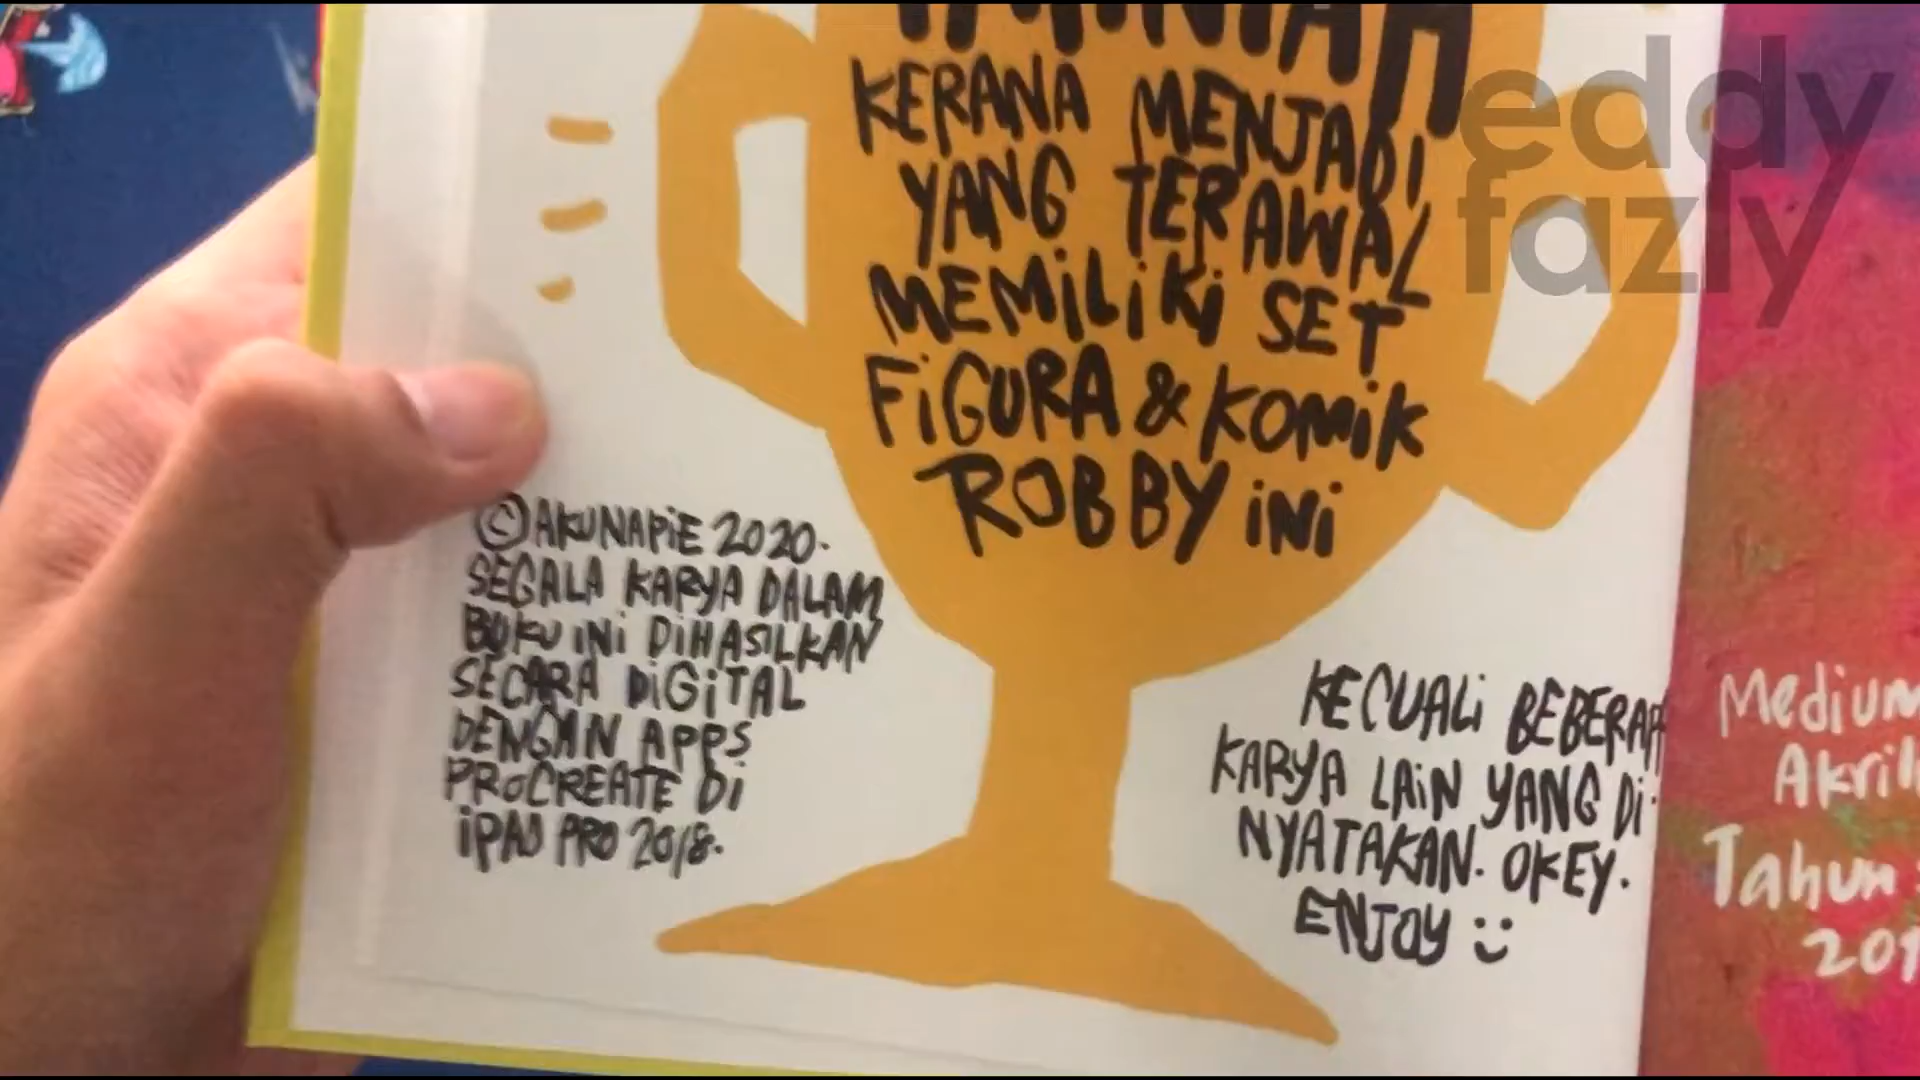 KERANA MENJADI
YANG TERAWAL
MEMILIKI SET
FIGURA & KOMIK
ROBBY INI
© AKUNAPIE 2020.
SEGALA KARYA DALAM
BUKU INI DIHASILKAN
SECARA DIGITAL
DENGAN APPS
PROCREATE DI
IPAD PRO 2018.
KECUALI BEBERAPA
KARYA LAIN YANG DI
NYATAKAN. OKEY.
ENJOY :)
Medium
Tahun :
eddy
fazly